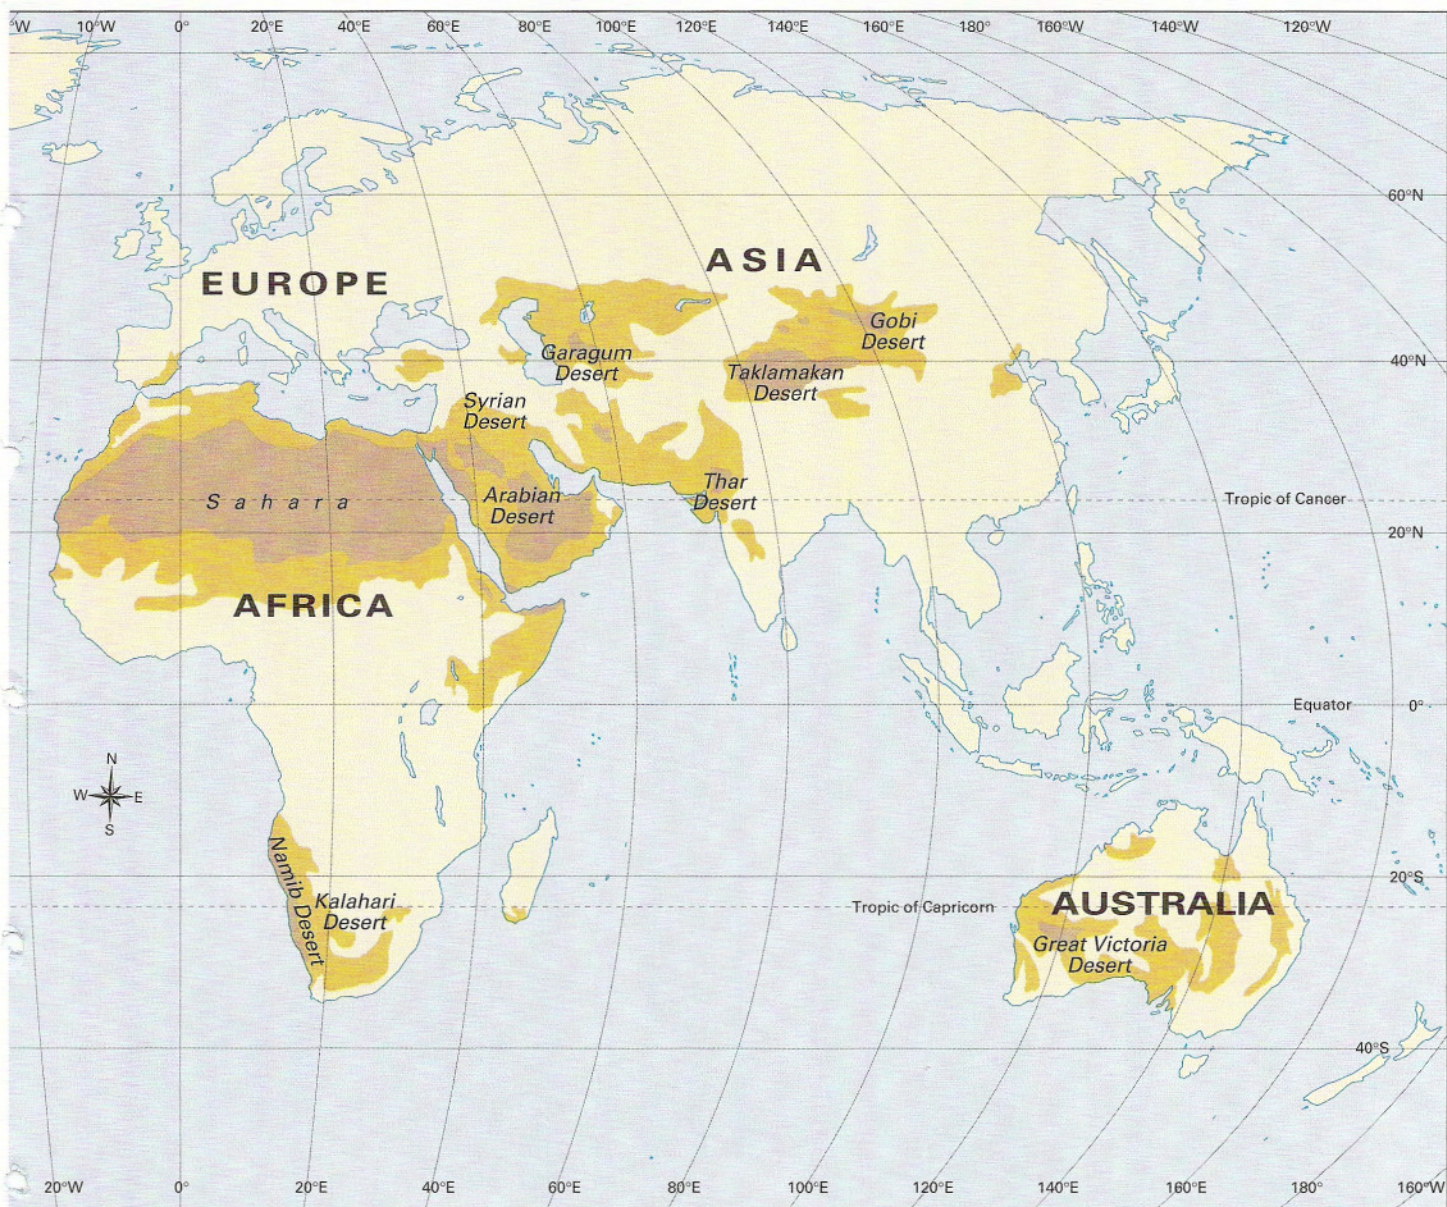 °W 10°W 0° 20°E 40°E 60°E 80°E 100°E 120°E 140°E 160°E 180° 160°W 140°W 120°W
60°N
ASIA
EUROPE
Gobi
Desert
Garagum
Desert
40°N
Taklamakan
Desert
Syrian
Desert
Thar
Desert
Sahara
Arabian
Desert
Tropic of Cancer
20°N
AFRICA
Equator 0°
N
W E
S
Namib Desert
20°S
Kalahari
Desert
Tropic of Capricorn
AUSTRALIA
Great Victoria
Desert
40°S
20°W 0° 20°E 40°E 60°E 80°E 100°E 120°E 140°E 160°E 180° 160°W